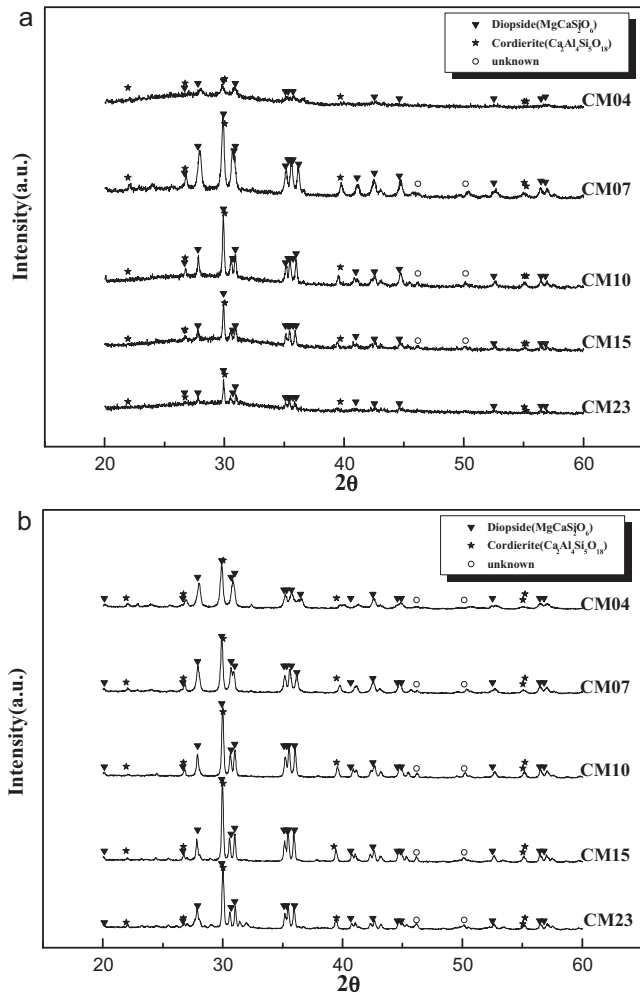 a
Diopside(MgCaSi₂O₆)
Cordierite(Ca₂Al₄Si₅O₁₈)
unknown
CM04
CM07
CM10
CM15
CM23
Intensity(a.u.)
20 30 40 50 60
2θ
b
Diopside(MgCaSi₂O₆)
Cordierite(Ca₂Al₄Si₅O₁₈)
unknown
CM04
CM07
CM10
CM15
CM23
Intensity(a.u.)
20 30 40 50 60
2θ